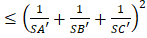 ≤ (1/SA′ + 1/SB′ + 1/SC′)²